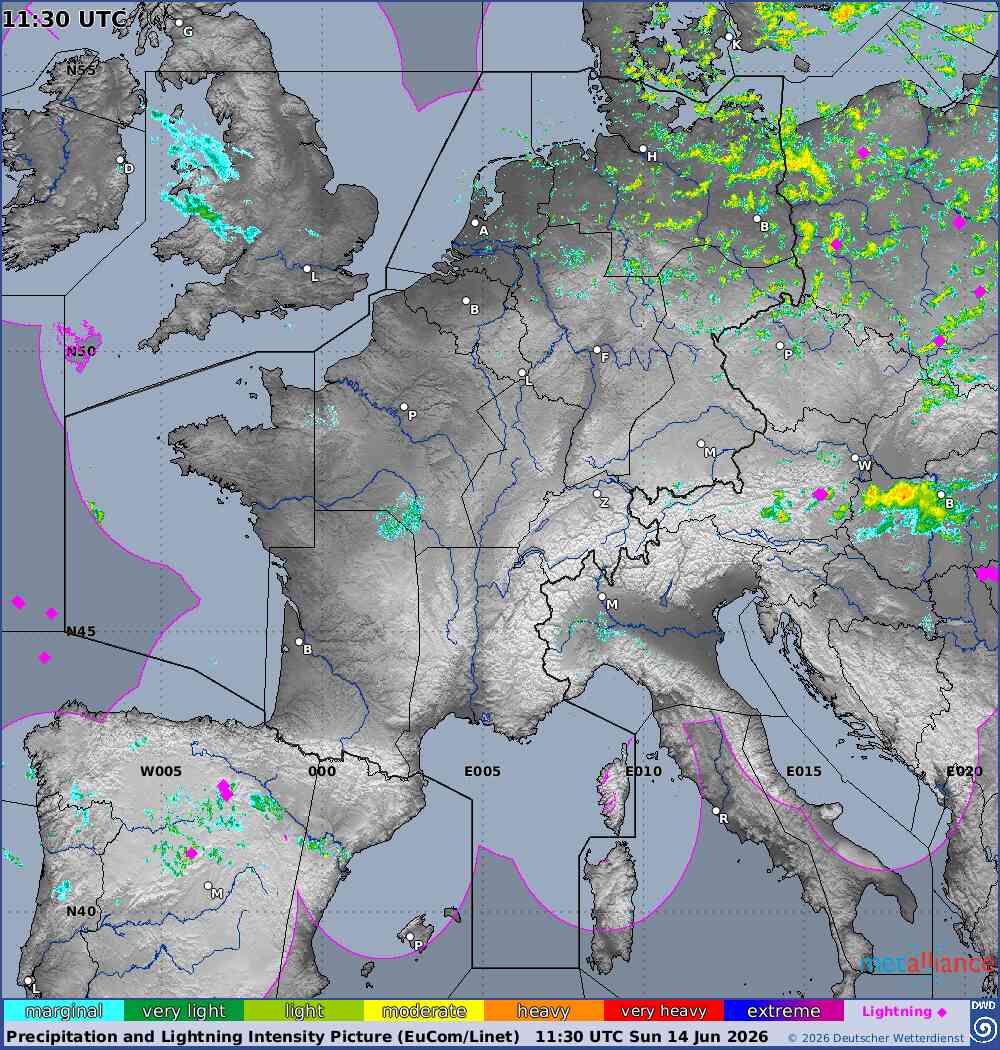 11:30 UTC
G
K
N55
H
D
A
B
L
B
N50
F
P
L
P
M
W
Z
B
M
N45
B
W005
000
E005
E010
E015
E020
R
M
N40
P
metalliance
L
marginal very light light moderate heavy very heavy extreme Lightning
DWD
Precipitation and Lightning Intensity Picture (EuCom/Linet) 11:30 UTC Sun 14 Jun 2026 © 2026 Deutscher Wetterdienst